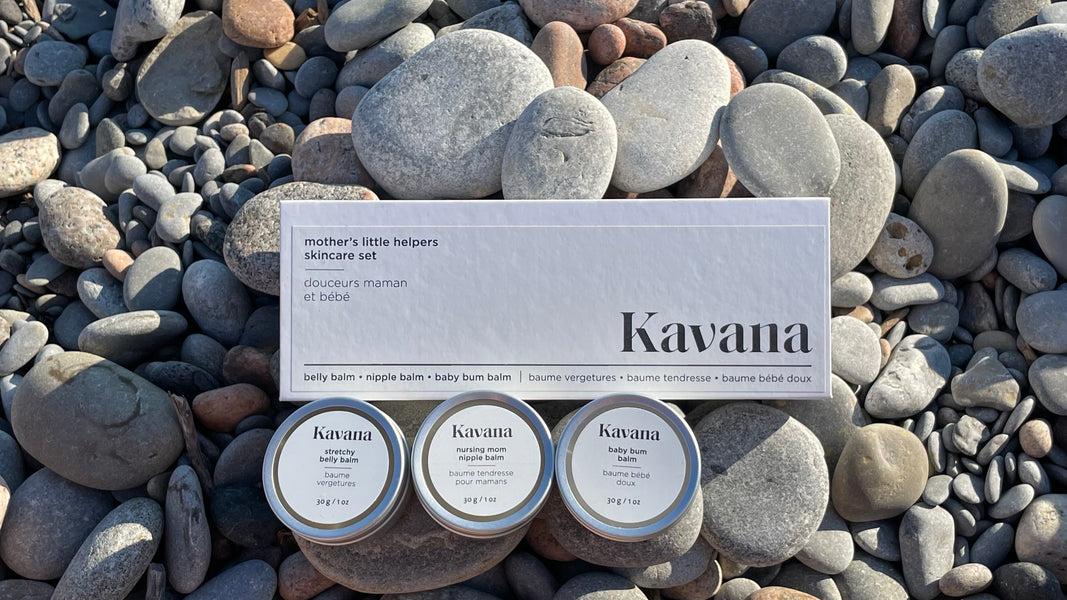 mother's little helpers
skincare set
douceurs maman
et bébé
Kavana
belly balm • nipple balm • baby bum balm | baume vergetures • baume tendresse • baume bébé doux
Kavana
stretchy
belly balm
baume
vergetures
30 g / 1 oz
Kavana
nursing mom
nipple balm
baume tendresse
pour mamans
30 g / 1 oz
Kavana
baby bum
balm
baume bébé
doux
30 g / 1 oz